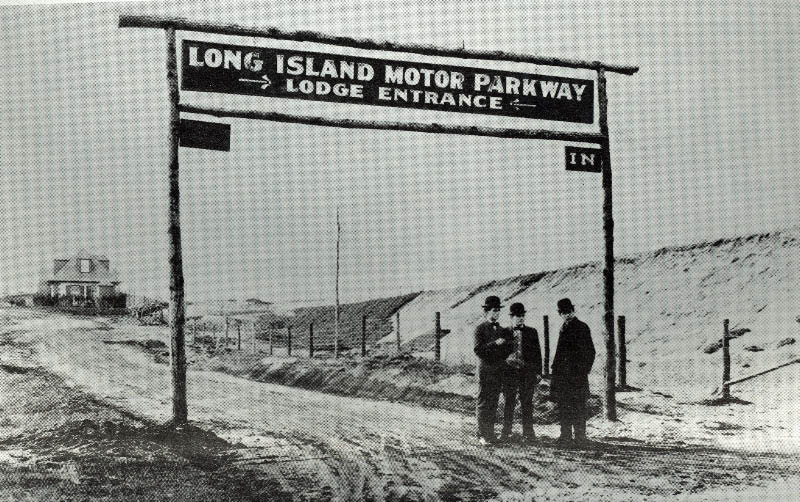 LONG ISLAND MOTOR PARKWAY
→ LODGE ENTRANCE ←
IN